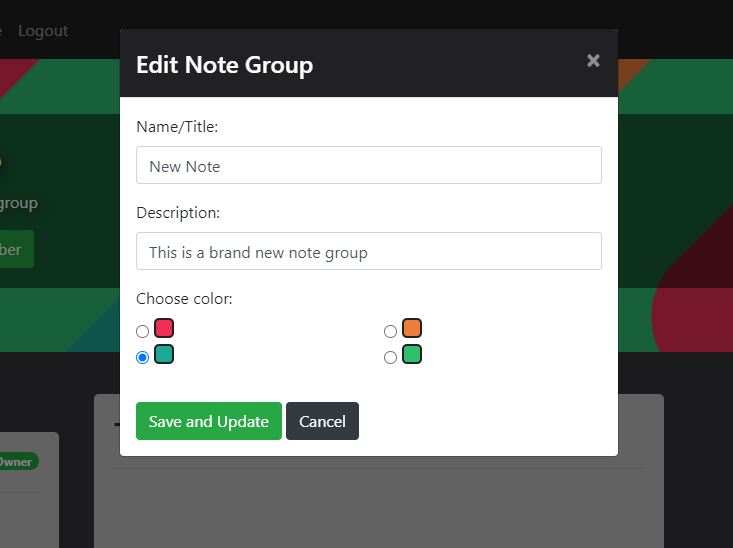 Logout
Edit Note Group
×
Name/Title:
New Note
group
Description:
This is a brand new note group
Choose color:
Save and Update
Cancel
Owner